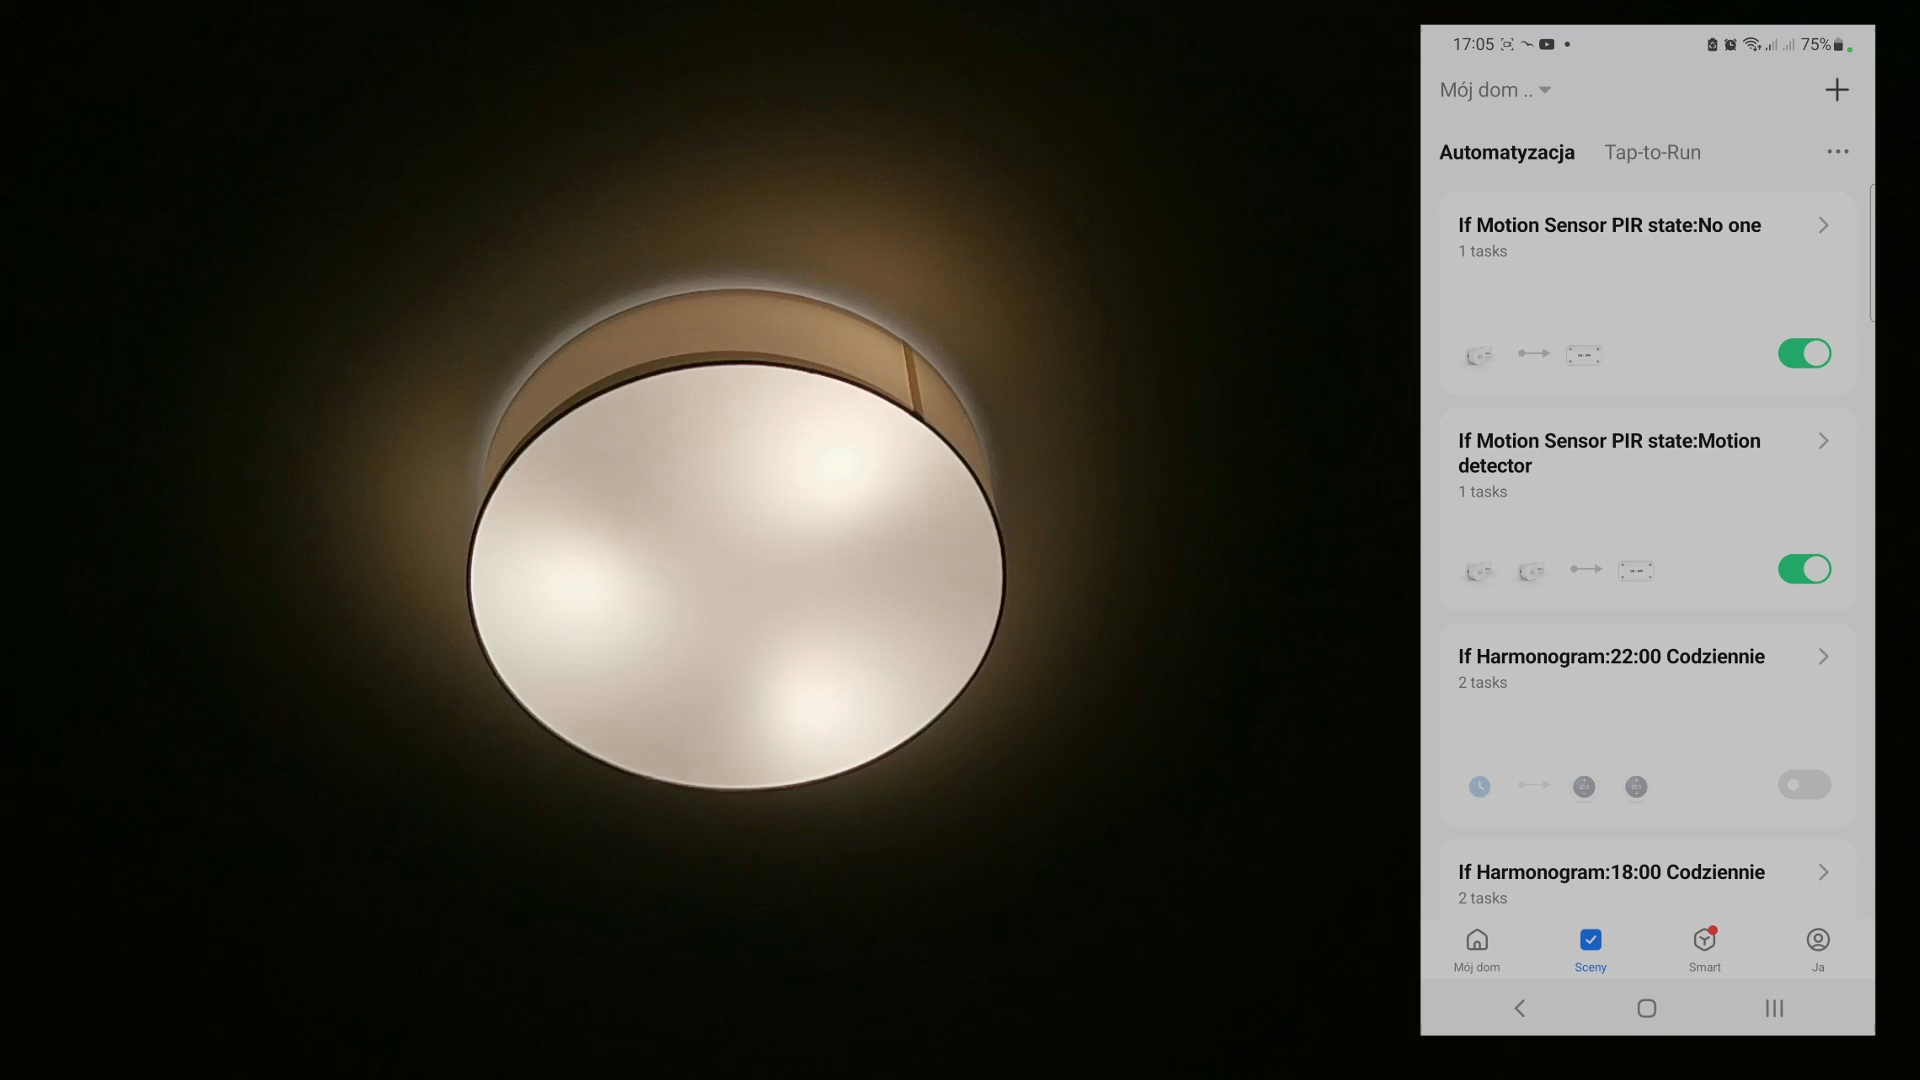 17:05
75%
Mój dom ..
Automatyzacja Tap-to-Run
If Motion Sensor PIR state:No one
1 tasks
If Motion Sensor PIR state:Motion
detector
1 tasks
If Harmonogram:22:00 Codziennie
2 tasks
If Harmonogram:18:00 Codziennie
2 tasks
Mój dom
Sceny
Smart
Ja